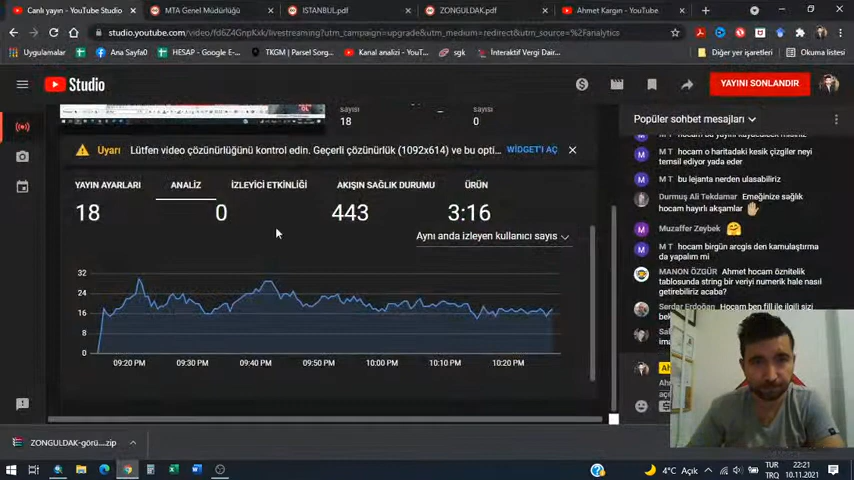 Canlı yayın - YouTube Studio
MTA Genel Müdürlüğü
ISTANBUL.pdf
ZONGULDAK.pdf
Ahmet Kargın - YouTube
studio.youtube.com/video/fd6Z4GnpKxk/livestreaming?utm_campaign=upgrade&utm_medium=redirect&utm_source=%2Fanalytics
Uygulamalar
Ana Sayfa0
HESAP - Google D...
TKGM | Parsel Sorg...
Kanal analizi - YouT...
sgk
İnteraktif Vergi Dair...
Diğer yer işaretleri
Okuma listesi
Studio
YAYINI SONLANDIR
sayısı
18
sayısı
0
Uyarı Lütfen video çözünürlüğünü kontrol edin. Geçerli çözünürlük (1092x614) ve bu opti... WIDGET'I AÇ
YAYIN AYARLARI
ANALİZ
İZLEYİCİ ETKİNLİĞİ
AKIŞIN SAĞLIK DURUMU
ÜRÜN
18
0
443
3:16
Aynı anda izleyen kullanıcı sayıs
32
24
16
8
0
09:20 PM
09:30 PM
09:40 PM
09:50 PM
10:00 PM
10:10 PM
10:20 PM
Popüler sohbet mesajları
M T hocam o haritadaki kesik çizgiler neyi
temsil ediyor yada eder
M T bu lejanta nerden ulasabiliriz
Durmuş Ali Tekdamar Emeğinize sağlık
hocam hayırlı akşamlar
Muzaffer Zeybek
M T hocam birgün arcgis den kamulaştırma
da yapalım mi
MANON ÖZGÜR Ahmet hocam öznitelik
tablosunda string bir veriyi numerik hale nasıl
getirebiliriz acaba?
Serdar Erdoğan Hocam ben fill ile ilgili sizi
ZONGULDAK-görü....zip
4°C Açık
TUR
TRQ
22:21
10.11.2021